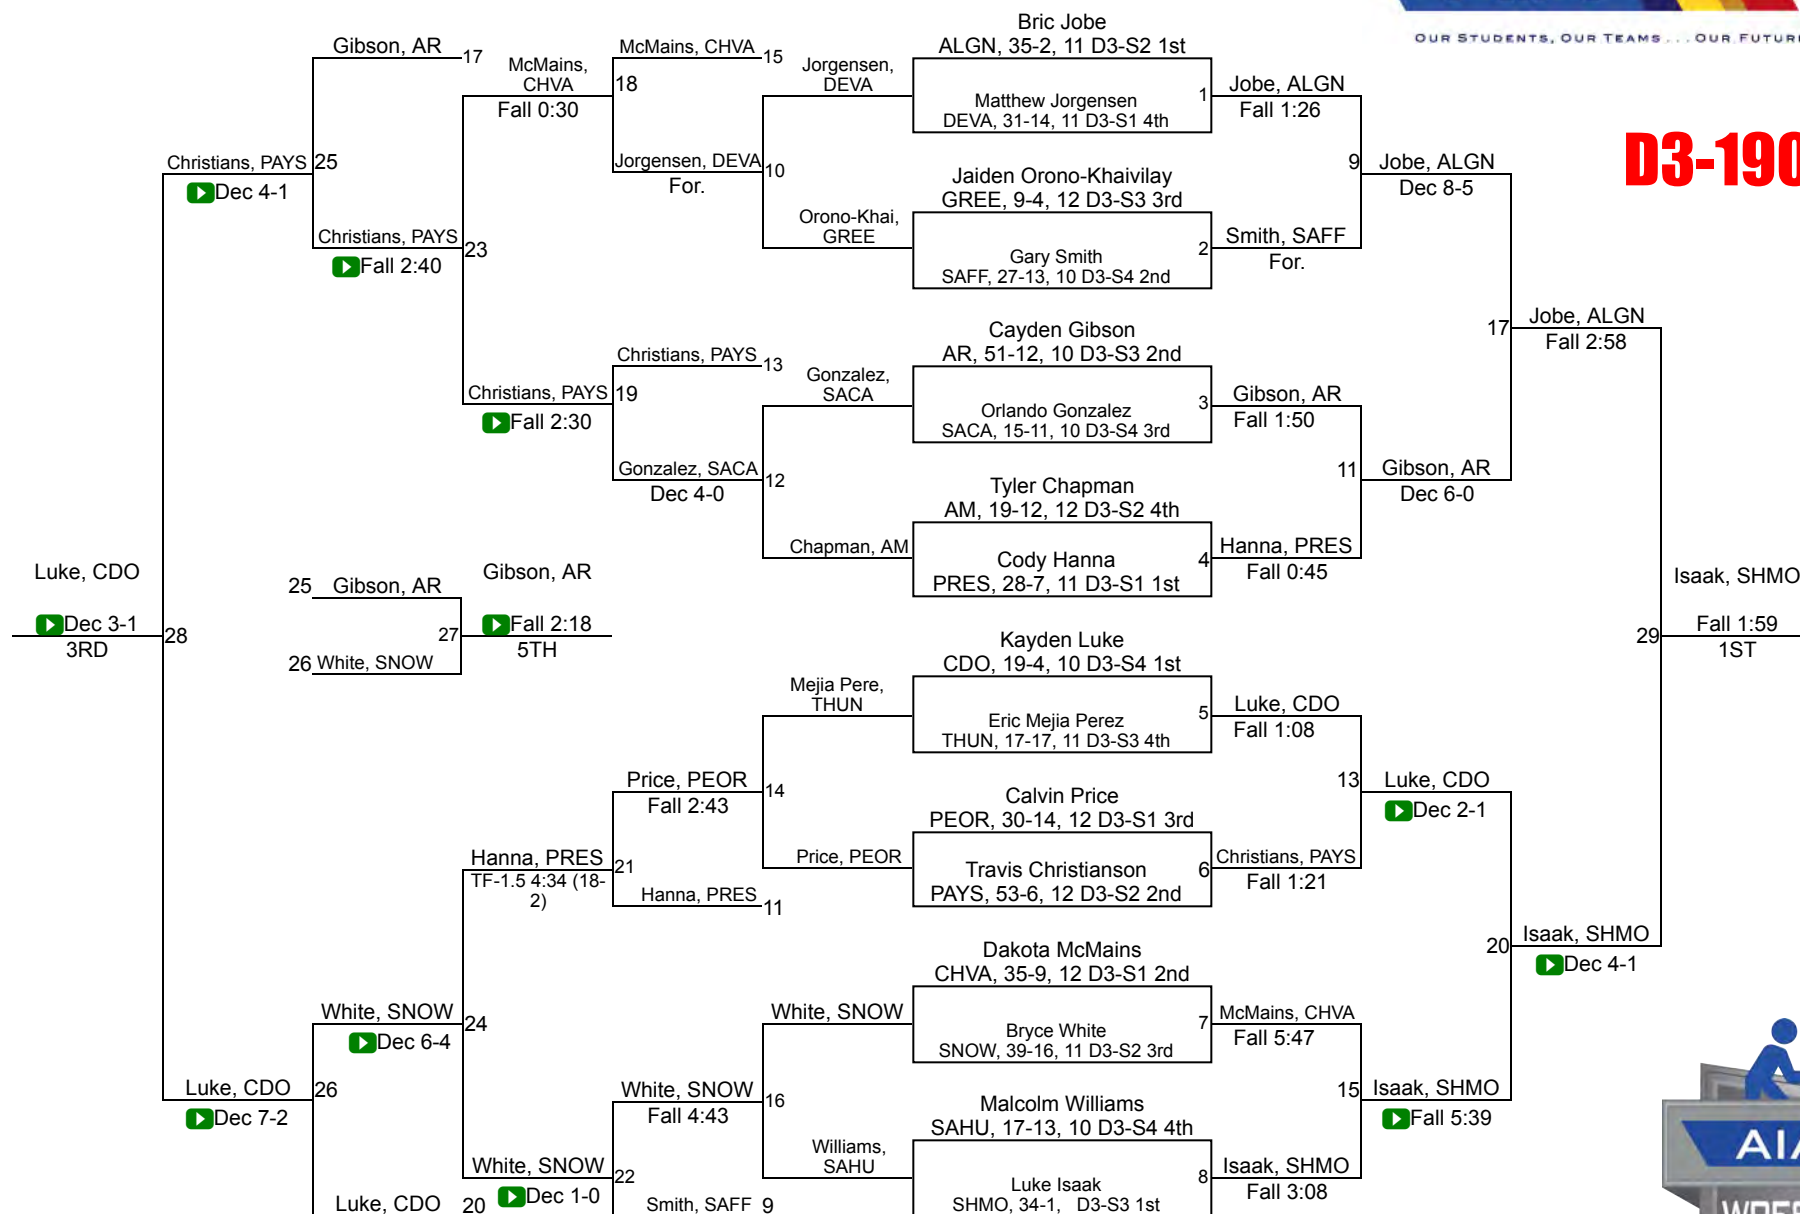 OUR STUDENTS, OUR TEAMS . . . OUR FUTUR
D3-190
Gibson, AR
17
McMains,
CHVA
Fall 0:30
McMains, CHVA
15
18
Jorgensen,
DEVA
Bric Jobe
ALGN, 35-2, 11 D3-S2 1st
Matthew Jorgensen
DEVA, 31-14, 11 D3-S1 4th
1
Jobe, ALGN
Fall 1:26
Christians, PAYS
25
Dec 4-1
Jorgensen, DEVA
10
For.
Jaiden Orono-Khaivilay
GREE, 9-4, 12 D3-S3 3rd
9
Jobe, ALGN
Dec 8-5
Christians, PAYS
23
Fall 2:40
Orono-Khai,
GREE
Gary Smith
SAFF, 27-13, 10 D3-S4 2nd
2
Smith, SAFF
For.
Cayden Gibson
AR, 51-12, 10 D3-S3 2nd
17
Jobe, ALGN
Fall 2:58
Christians, PAYS
13
Christians, PAYS
19
Fall 2:30
Gonzalez,
SACA
Orlando Gonzalez
SACA, 15-11, 10 D3-S4 3rd
3
Gibson, AR
Fall 1:50
Gonzalez, SACA
12
Dec 4-0
Tyler Chapman
AM, 19-12, 12 D3-S2 4th
11
Gibson, AR
Dec 6-0
Chapman, AM
Cody Hanna
PRES, 28-7, 11 D3-S1 1st
4
Hanna, PRES
Fall 0:45
Luke, CDO
Dec 3-1
3RD
28
25
Gibson, AR
26
White, SNOW
27
Gibson, AR
Fall 2:18
5TH
29
Isaak, SHMO
Fall 1:59
1ST
Kayden Luke
CDO, 19-4, 10 D3-S4 1st
Mejia Pere,
THUN
Eric Mejia Perez
THUN, 17-17, 11 D3-S3 4th
5
Luke, CDO
Fall 1:08
Price, PEOR
14
Fall 2:43
Calvin Price
PEOR, 30-14, 12 D3-S1 3rd
13
Luke, CDO
Dec 2-1
Hanna, PRES
21
TF-1.5 4:34 (18-
2)
Hanna, PRES
11
Price, PEOR
Travis Christianson
PAYS, 53-6, 12 D3-S2 2nd
6
Christians, PAYS
Fall 1:21
Dakota McMains
CHVA, 35-9, 12 D3-S1 2nd
20
Isaak, SHMO
Dec 4-1
White, SNOW
24
Dec 6-4
White, SNOW
Bryce White
SNOW, 39-16, 11 D3-S2 3rd
7
McMains, CHVA
Fall 5:47
Luke, CDO
26
Dec 7-2
White, SNOW
16
Fall 4:43
Malcolm Williams
SAHU, 17-13, 10 D3-S4 4th
15
Isaak, SHMO
Fall 5:39
White, SNOW
22
Dec 1-0
Williams,
SAHU
Luke Isaak
SHMO, 34-1, D3-S3 1st
8
Isaak, SHMO
Fall 3:08
Luke, CDO
20
Smith, SAFF
9
AIA